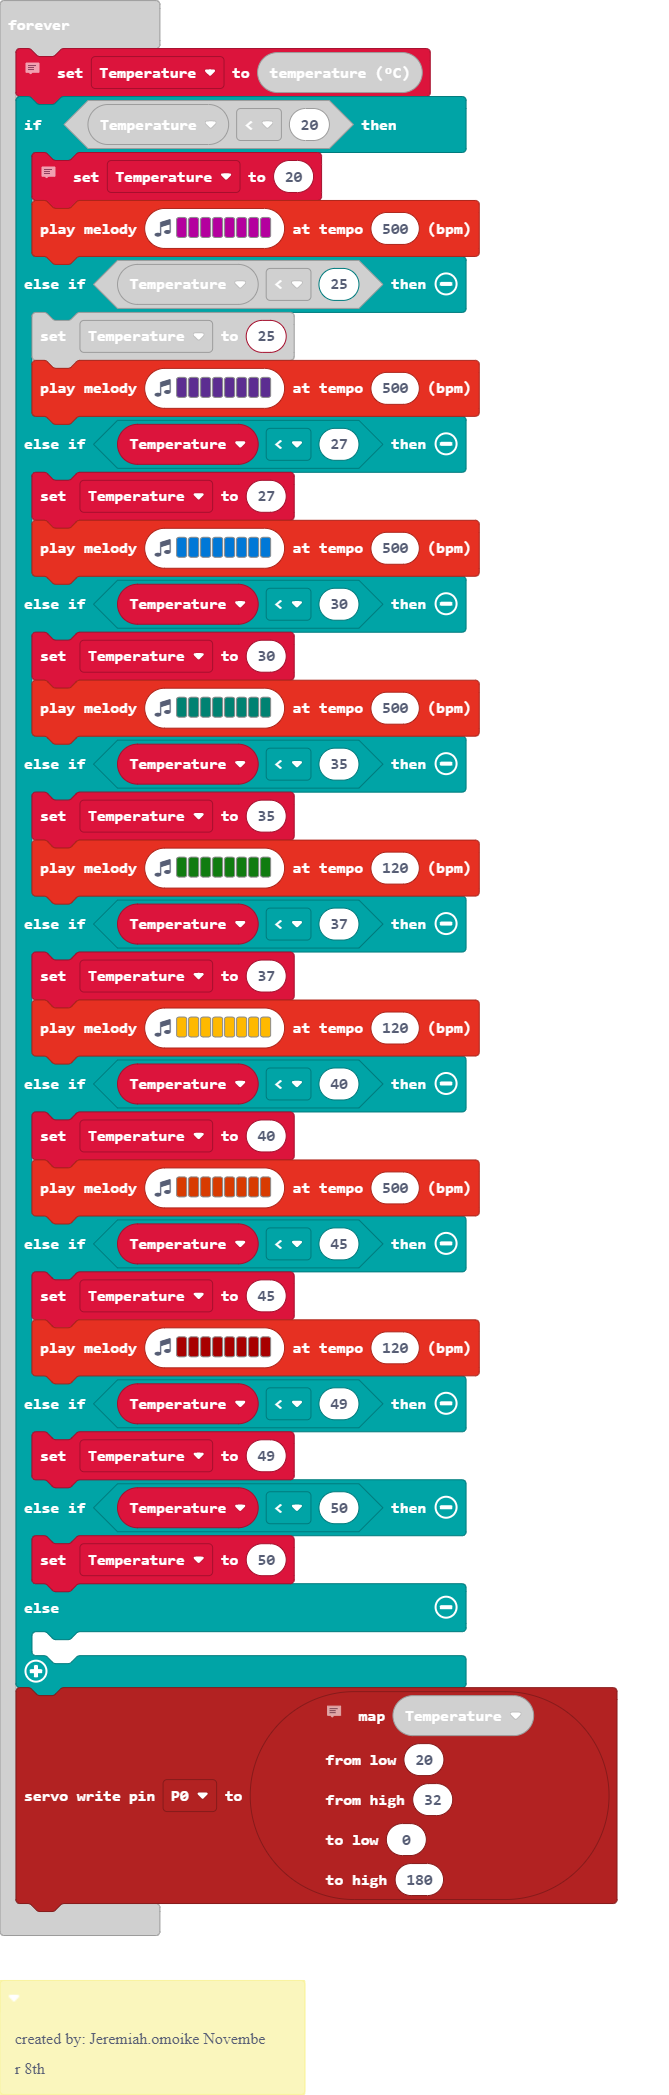 forever
set Temperature to temperature (°C)
if Temperature < 20 then
set Temperature to 20
play melody at tempo 500 (bpm)
else if Temperature < 25 then
set Temperature to 25
play melody at tempo 500 (bpm)
else if Temperature < 27 then
set Temperature to 27
play melody at tempo 500 (bpm)
else if Temperature < 30 then
set Temperature to 30
play melody at tempo 500 (bpm)
else if Temperature < 35 then
set Temperature to 35
play melody at tempo 120 (bpm)
else if Temperature < 37 then
set Temperature to 37
play melody at tempo 120 (bpm)
else if Temperature < 40 then
set Temperature to 40
play melody at tempo 500 (bpm)
else if Temperature < 45 then
set Temperature to 45
play melody at tempo 120 (bpm)
else if Temperature < 49 then
set Temperature to 49
else if Temperature < 50 then
set Temperature to 50
else
map Temperature
from low 20
servo write pin P0 to
from high 32
to low 0
to high 180
created by: Jeremiah.omoike Novembe
r 8th